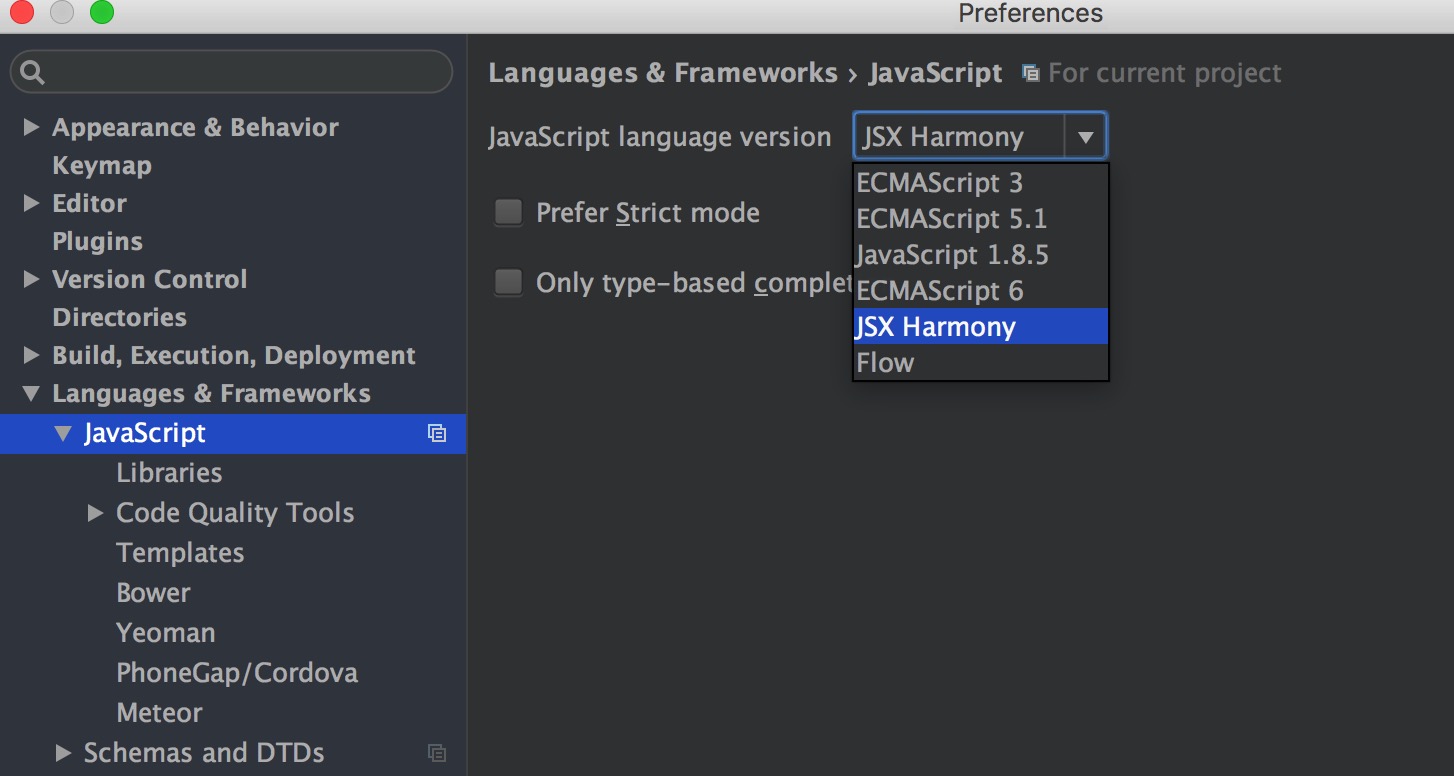 Preferences
Appearance & Behavior
Keymap
Editor
Plugins
Version Control
Directories
Build, Execution, Deployment
Languages & Frameworks
JavaScript
Libraries
Code Quality Tools
Templates
Bower
Yeoman
PhoneGap/Cordova
Meteor
Schemas and DTDs
Languages & Frameworks › JavaScript For current project
JavaScript language version JSX Harmony
ECMAScript 3
ECMAScript 5.1
JavaScript 1.8.5
ECMAScript 6
JSX Harmony
Flow
Prefer Strict mode
Only type-based complet